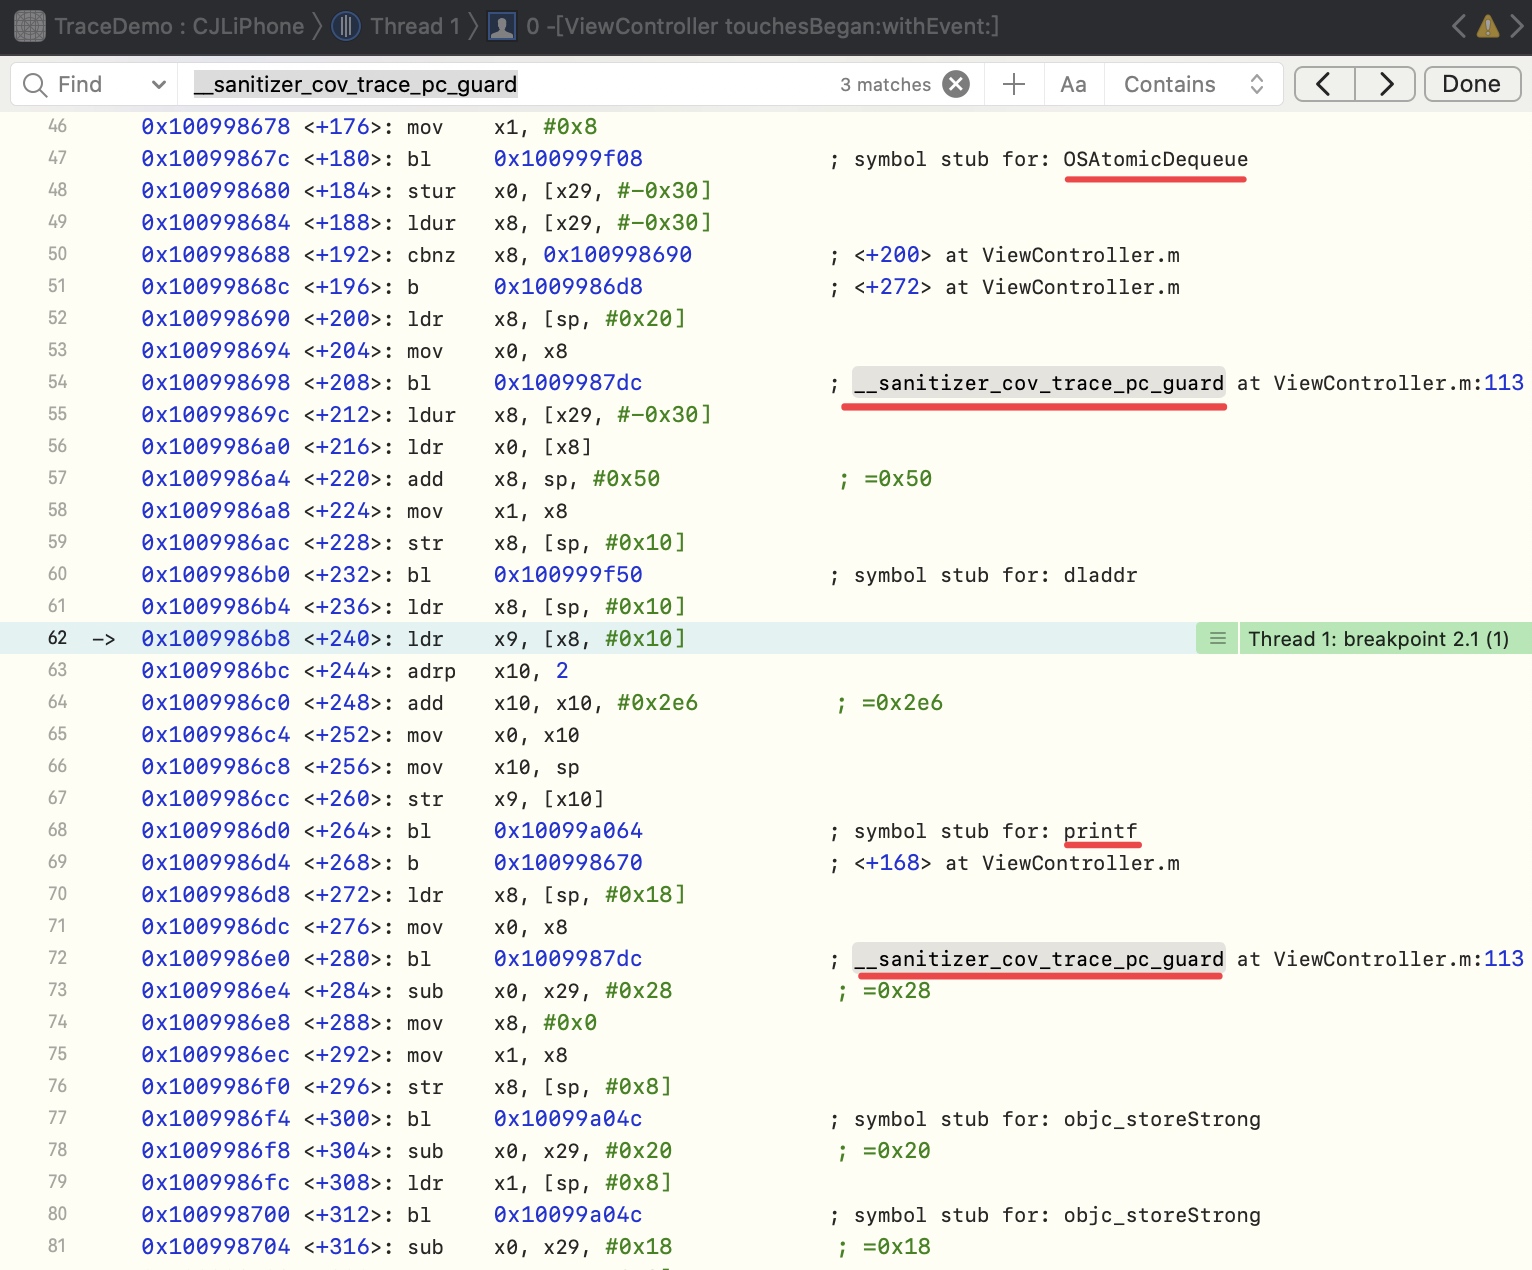 TraceDemo : CJLiPhone Thread 1 0 -[ViewController touchesBegan:withEvent:]
Find __sanitizer_cov_trace_pc_guard 3 matches Aa Contains Done
46 0x100998678 <+176>: mov x1, #0x8
47 0x10099867c <+180>: bl 0x100999f08 ; symbol stub for: OSAtomicDequeue
48 0x100998680 <+184>: stur x0, [x29, #-0x30]
49 0x100998684 <+188>: ldur x8, [x29, #-0x30]
50 0x100998688 <+192>: cbnz x8, 0x100998690 ; <+200> at ViewController.m
51 0x10099868c <+196>: b 0x1009986d8 ; <+272> at ViewController.m
52 0x100998690 <+200>: ldr x8, [sp, #0x20]
53 0x100998694 <+204>: mov x0, x8
54 0x100998698 <+208>: bl 0x1009987dc ; __sanitizer_cov_trace_pc_guard at ViewController.m:113
55 0x10099869c <+212>: ldur x8, [x29, #-0x30]
56 0x1009986a0 <+216>: ldr x0, [x8]
57 0x1009986a4 <+220>: add x8, sp, #0x50 ; =0x50
58 0x1009986a8 <+224>: mov x1, x8
59 0x1009986ac <+228>: str x8, [sp, #0x10]
60 0x1009986b0 <+232>: bl 0x100999f50 ; symbol stub for: dladdr
61 0x1009986b4 <+236>: ldr x8, [sp, #0x10]
62 -> 0x1009986b8 <+240>: ldr x9, [x8, #0x10] Thread 1: breakpoint 2.1 (1)
63 0x1009986bc <+244>: adrp x10, 2
64 0x1009986c0 <+248>: add x10, x10, #0x2e6 ; =0x2e6
65 0x1009986c4 <+252>: mov x0, x10
66 0x1009986c8 <+256>: mov x10, sp
67 0x1009986cc <+260>: str x9, [x10]
68 0x1009986d0 <+264>: bl 0x10099a064 ; symbol stub for: printf
69 0x1009986d4 <+268>: b 0x100998670 ; <+168> at ViewController.m
70 0x1009986d8 <+272>: ldr x8, [sp, #0x18]
71 0x1009986dc <+276>: mov x0, x8
72 0x1009986e0 <+280>: bl 0x1009987dc ; __sanitizer_cov_trace_pc_guard at ViewController.m:113
73 0x1009986e4 <+284>: sub x0, x29, #0x28 ; =0x28
74 0x1009986e8 <+288>: mov x8, #0x0
75 0x1009986ec <+292>: mov x1, x8
76 0x1009986f0 <+296>: str x8, [sp, #0x8]
77 0x1009986f4 <+300>: bl 0x10099a04c ; symbol stub for: objc_storeStrong
78 0x1009986f8 <+304>: sub x0, x29, #0x20 ; =0x20
79 0x1009986fc <+308>: ldr x1, [sp, #0x8]
80 0x100998700 <+312>: bl 0x10099a04c ; symbol stub for: objc_storeStrong
81 0x100998704 <+316>: sub x0, x29, #0x18 ; =0x18